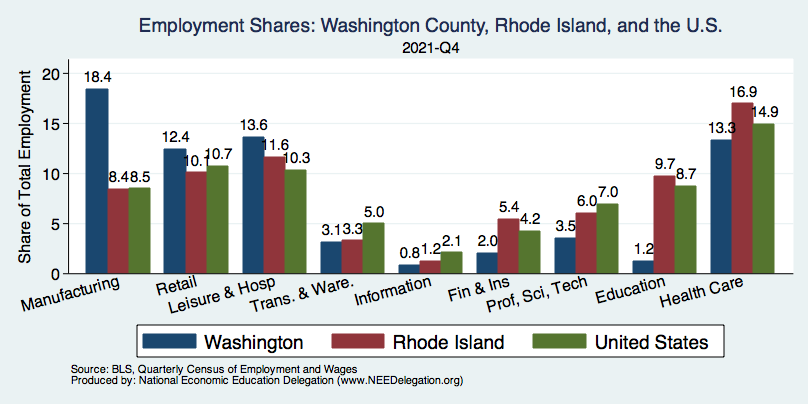 Employment Shares: Washington County, Rhode Island, and the U.S.
2021-Q4
Share of Total Employment
20
15
10
5
0
18.4 8.4 8.5
12.4 10.1 10.7
13.6 11.6 10.3
3.1 3.3 5.0
0.8 1.2 2.1
2.0 5.4 4.2
3.5 6.0 7.0
1.2 9.7 8.7
13.3 16.9 14.9
Manufacturing Retail Leisure & Hosp Trans. & Ware. Information Fin & Ins Prof, Sci, Tech Education Health Care
Washington Rhode Island United States
Source: BLS, Quarterly Census of Employment and Wages
Produced by: National Economic Education Delegation (www.NEEDelegation.org)